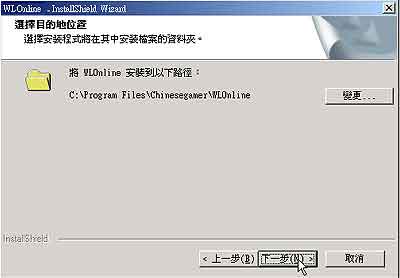 WLOnline - InstallShield Wizard
選擇目的地位置
選擇安裝程式將在其中安裝檔案的資料夾。
將 WLOnline 安裝到以下路徑：
C:\Program Files\Chinesegamer\WLOnline
變更...
InstallShield
< 上一步(B)
下一步(N) >
取消